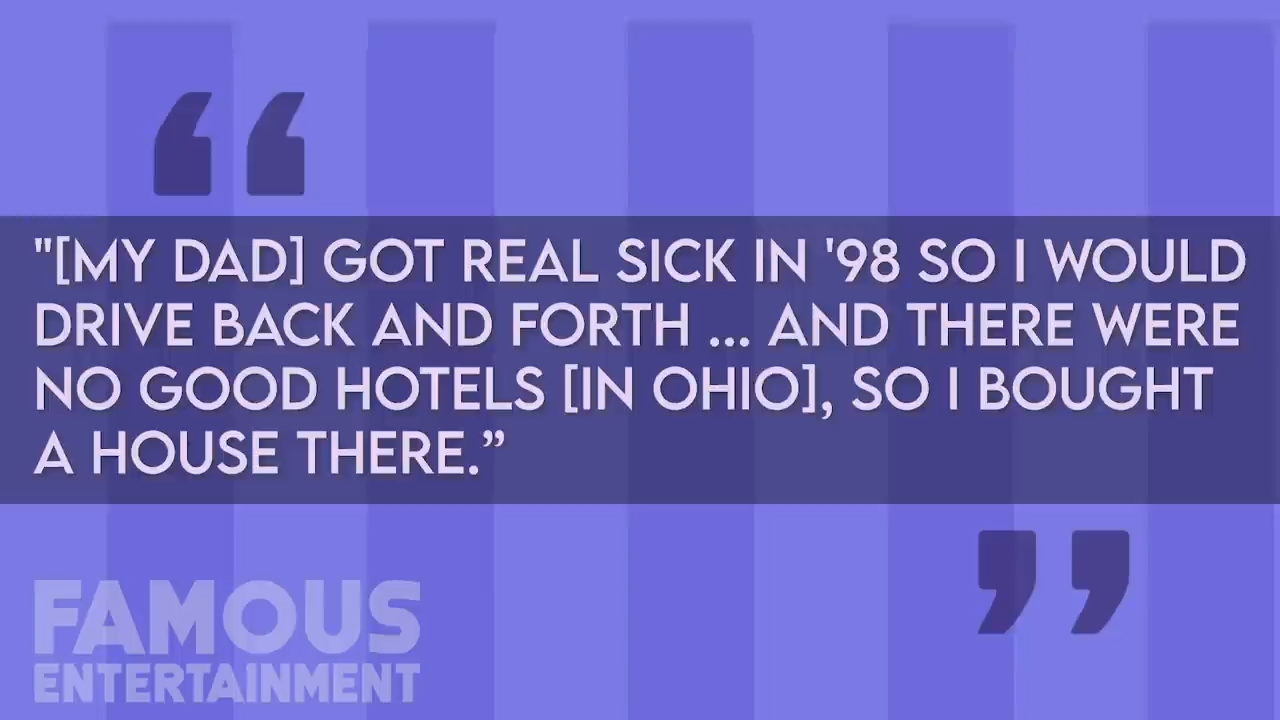 "[MY DAD] GOT REAL SICK IN '98 SO I WOULD
DRIVE BACK AND FORTH ... AND THERE WERE
NO GOOD HOTELS [IN OHIO], SO I BOUGHT
A HOUSE THERE.”
FAMOUS
ENTERTAINMENT